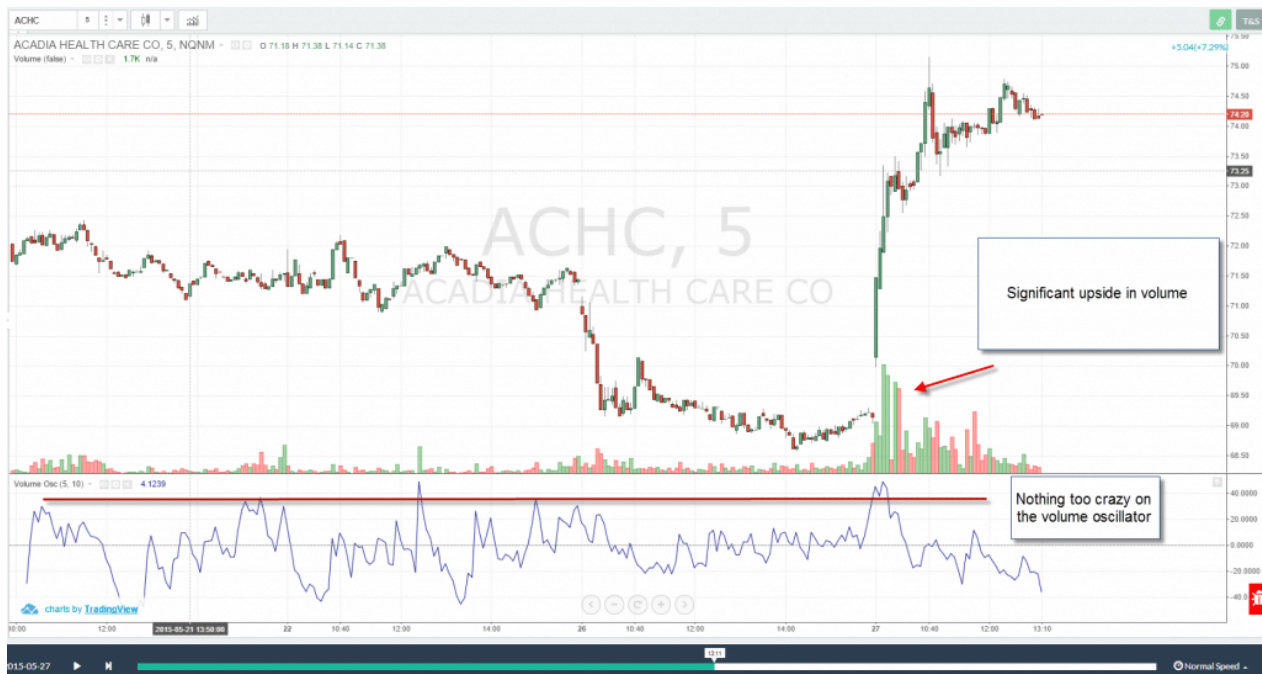 ACHC 5
T&S
ACADIA HEALTH CARE CO, 5, NQNM O 71.18 H 71.38 L 71.14 C 71.38
+5.04(+7.29%)
Volume (false) 1.7K n/a
75.50
75.00
74.50
74.20
74.00
73.50
73.25
73.00
72.50
72.00
71.50
71.00
70.50
70.00
69.50
69.00
68.50
ACHC, 5
ACADIA HEALTH CARE CO
Significant upside in volume
Volume Osc (5, 10) 4.1239
Nothing too crazy on
the volume oscillator
40.0000
20.0000
0.0000
-20.0000
-40.0
charts by TradingView
10:00 12:00 2015-05-21 13:50:00 22 10:40 12:00 14:00 26 10:40 12:00 14:00 27 10:40 12:00 13:10
13:11
2015-05-27
Normal Speed